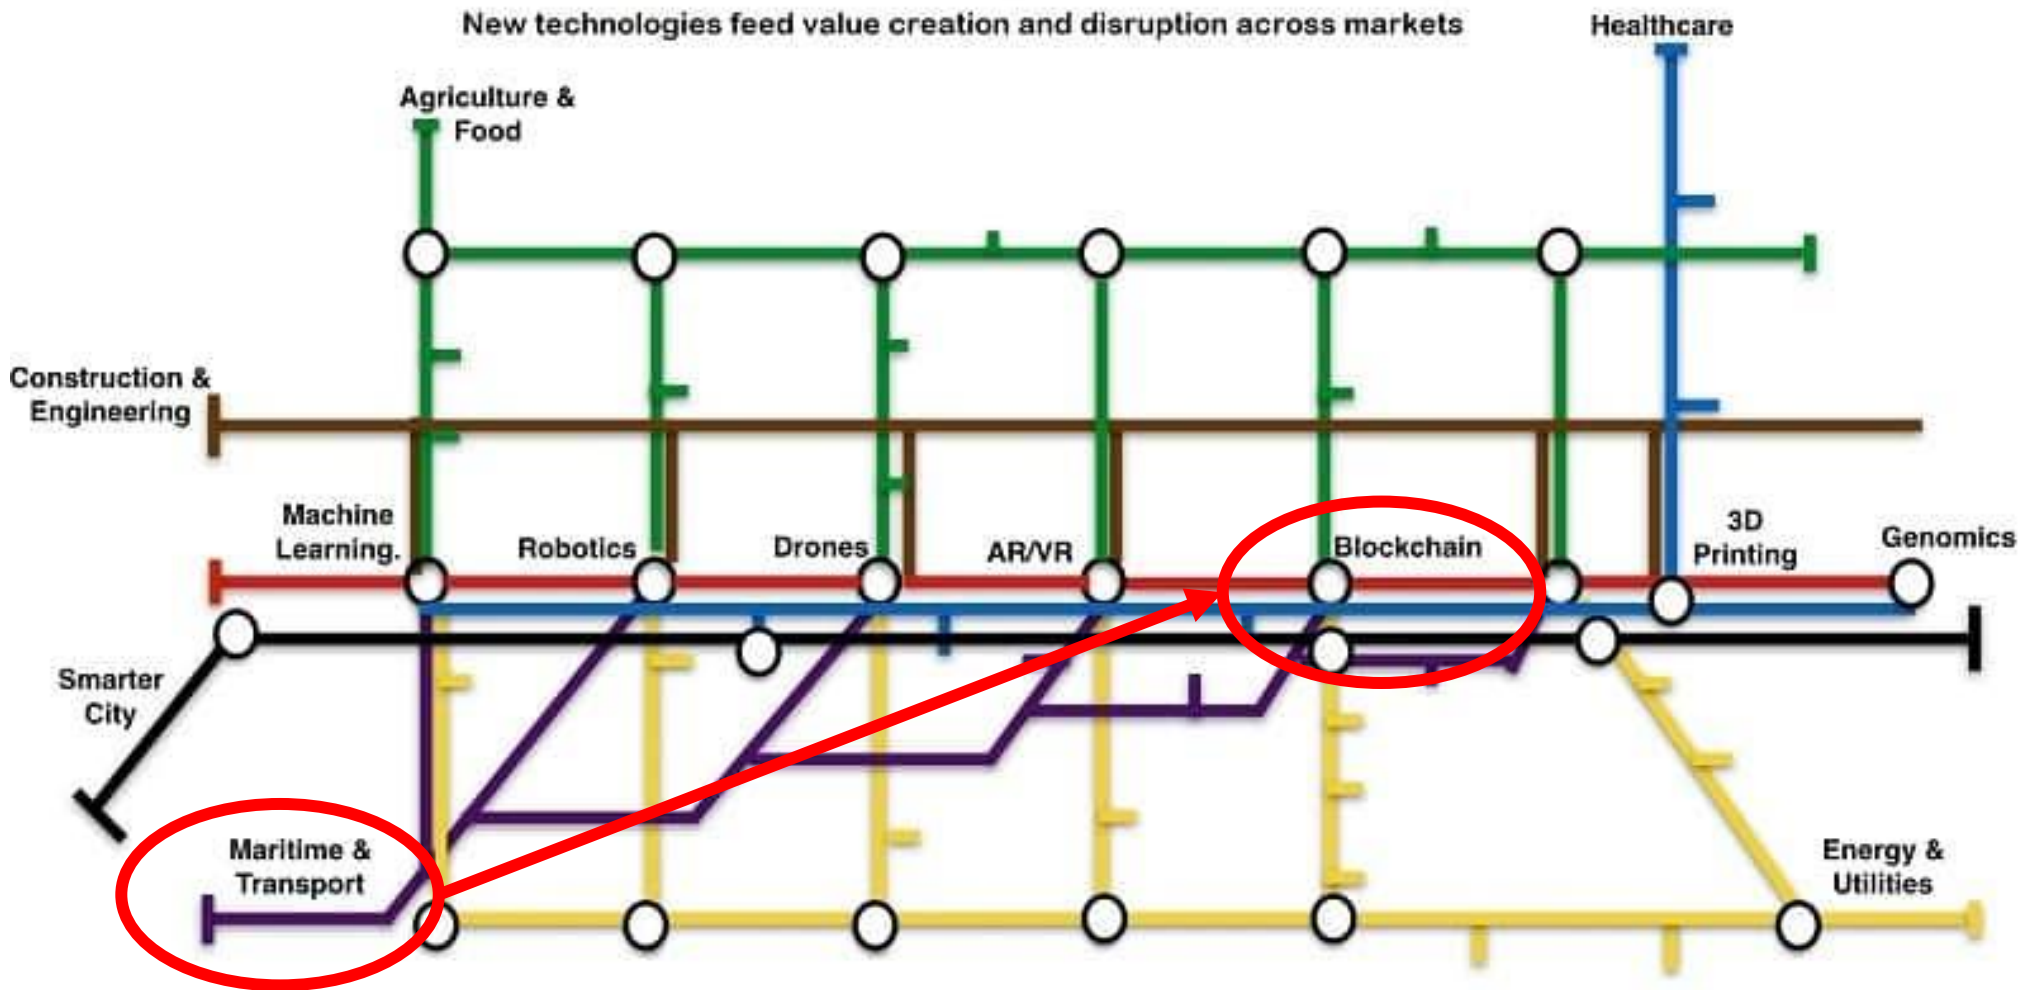 New technologies feed value creation and disruption across markets
Healthcare
Agriculture &
Food
Construction &
Engineering
Machine
Learning.
Robotics
Drones
AR/VR
Blockchain
3D
Printing
Genomics
Smarter
City
Maritime &
Transport
Energy &
Utilities